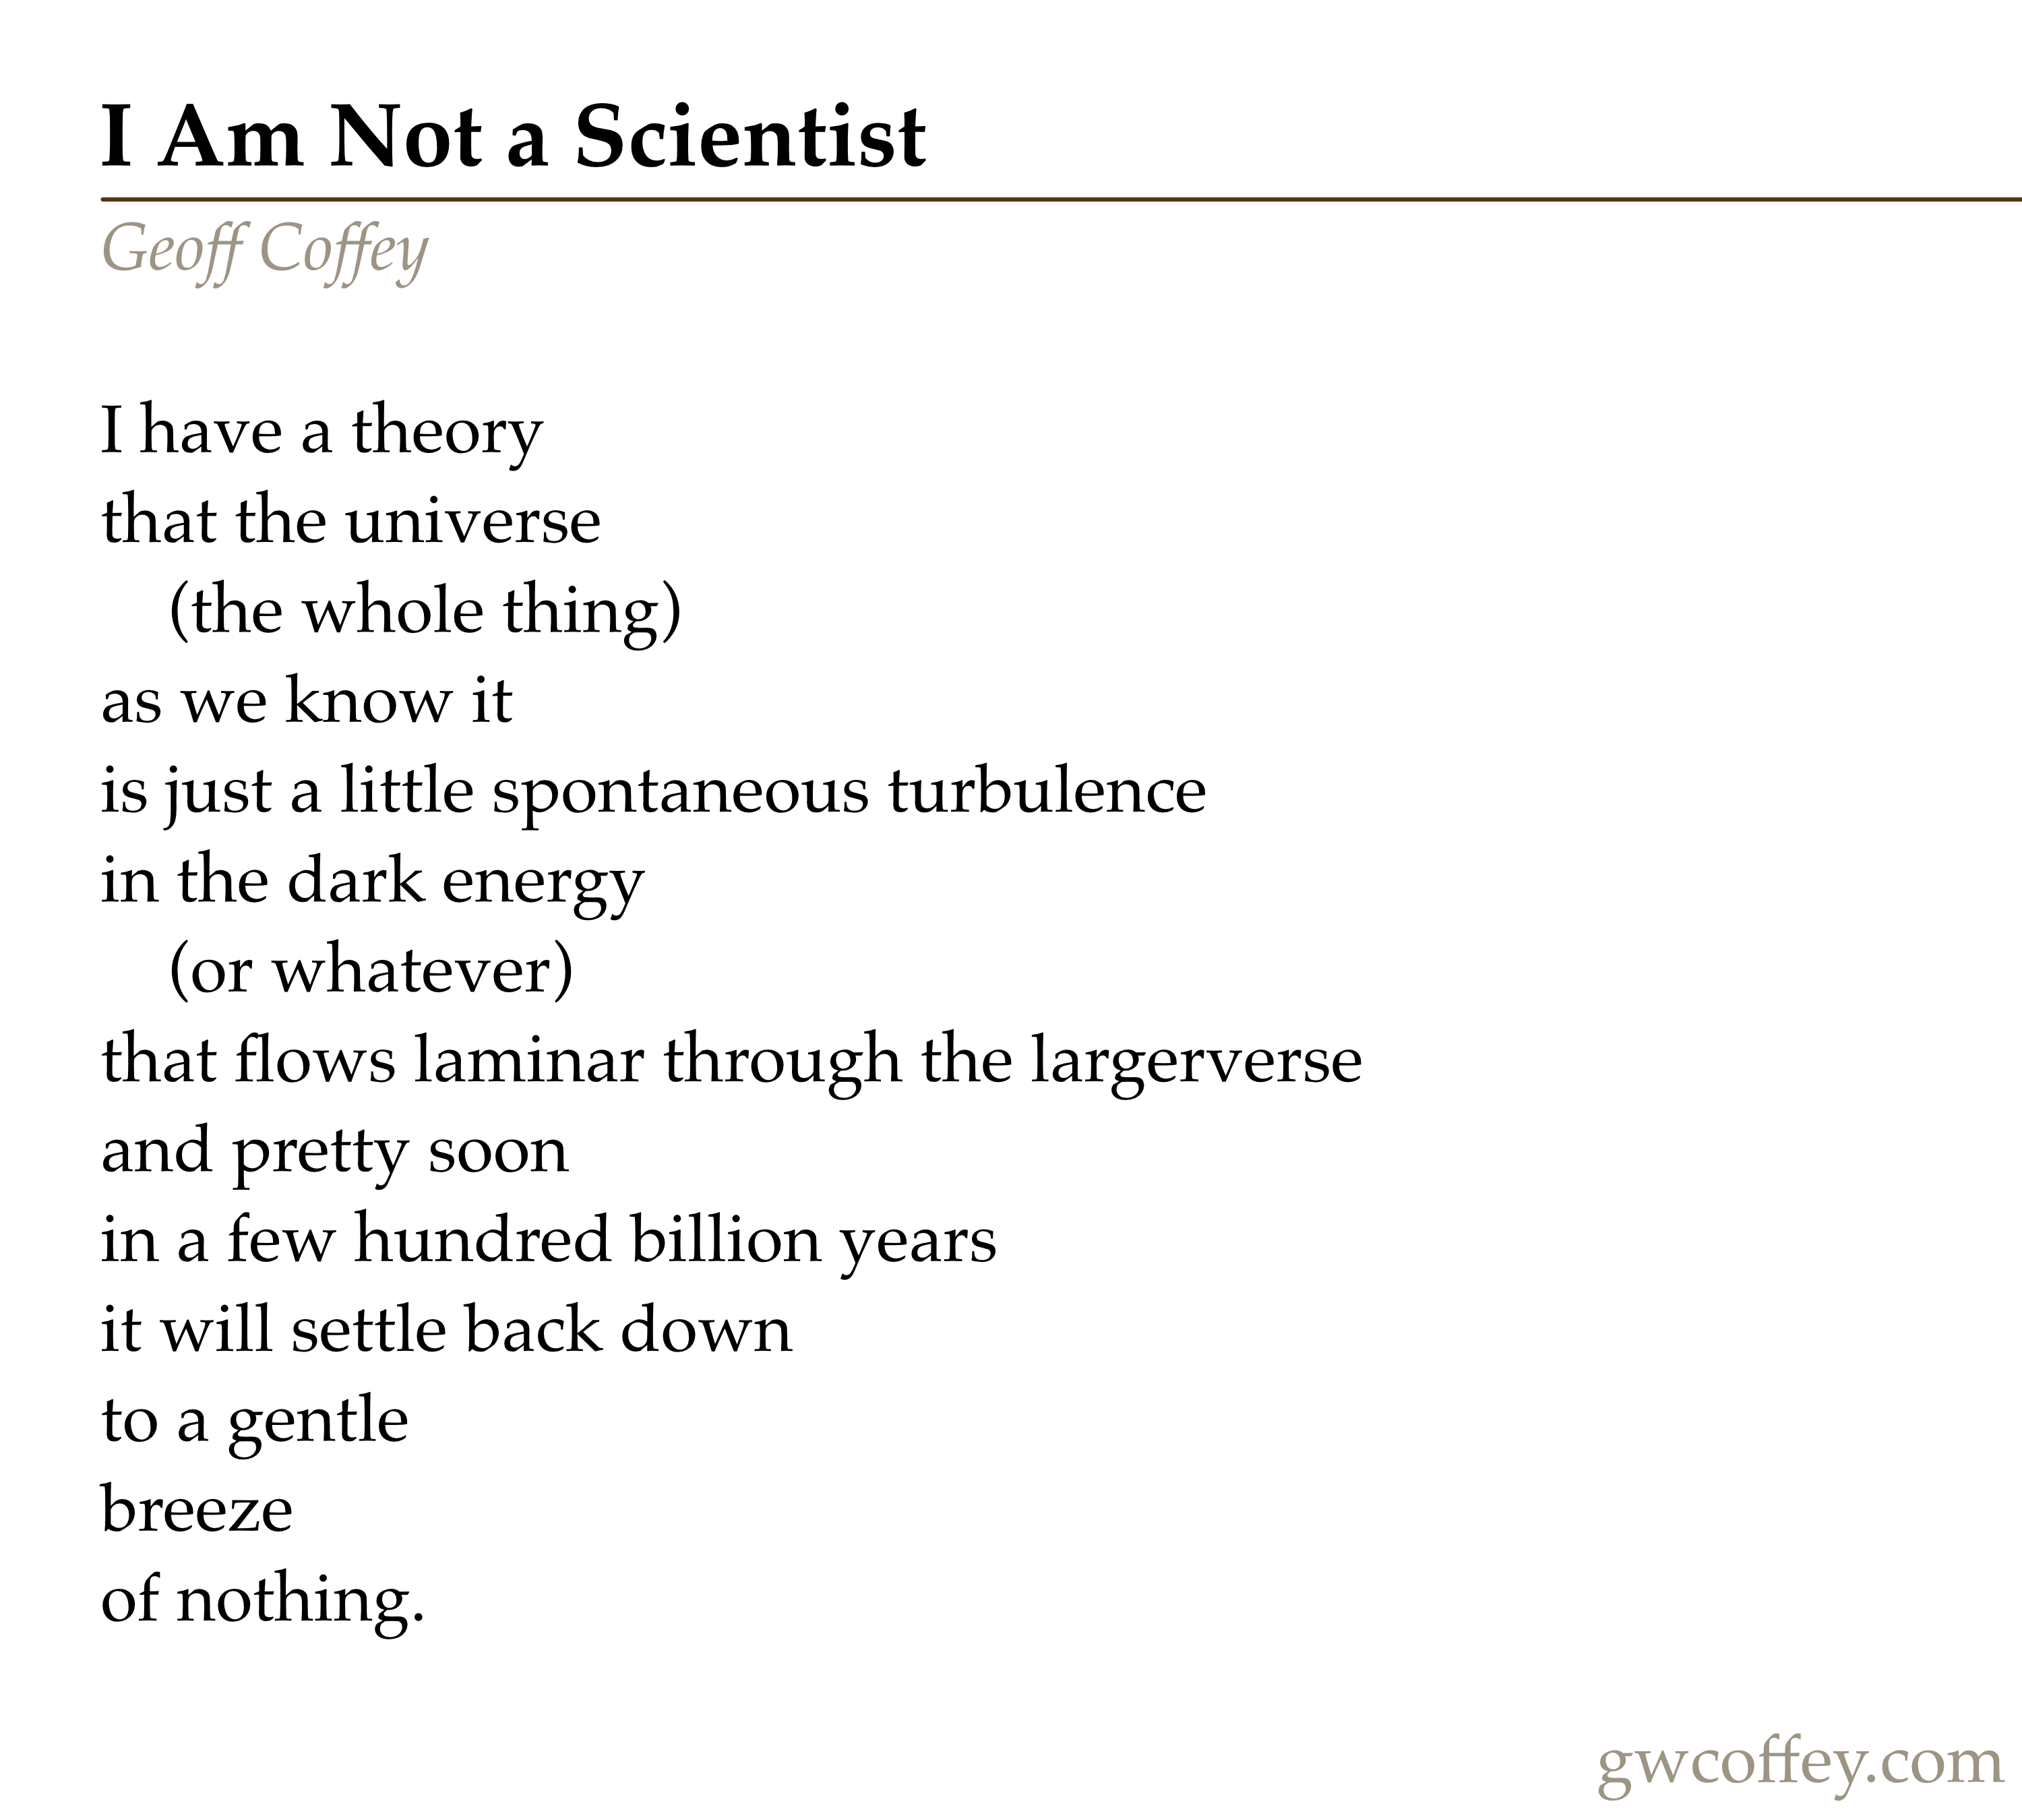 I Am Not a Scientist
Geoff Coffey
I have a theory
that the universe
(the whole thing)
as we know it
is just a little spontaneous turbulence
in the dark energy
(or whatever)
that flows laminar through the largerverse
and pretty soon
in a few hundred billion years
it will settle back down
to a gentle
breeze
of nothing.
gwcoffey.com